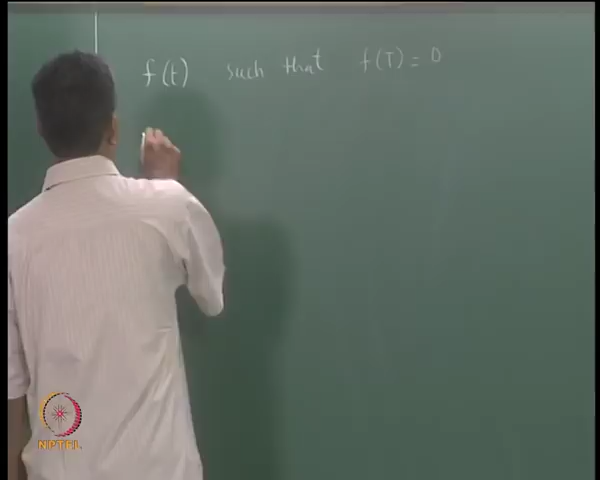 f(t) such that f(T) = 0
NPTEL